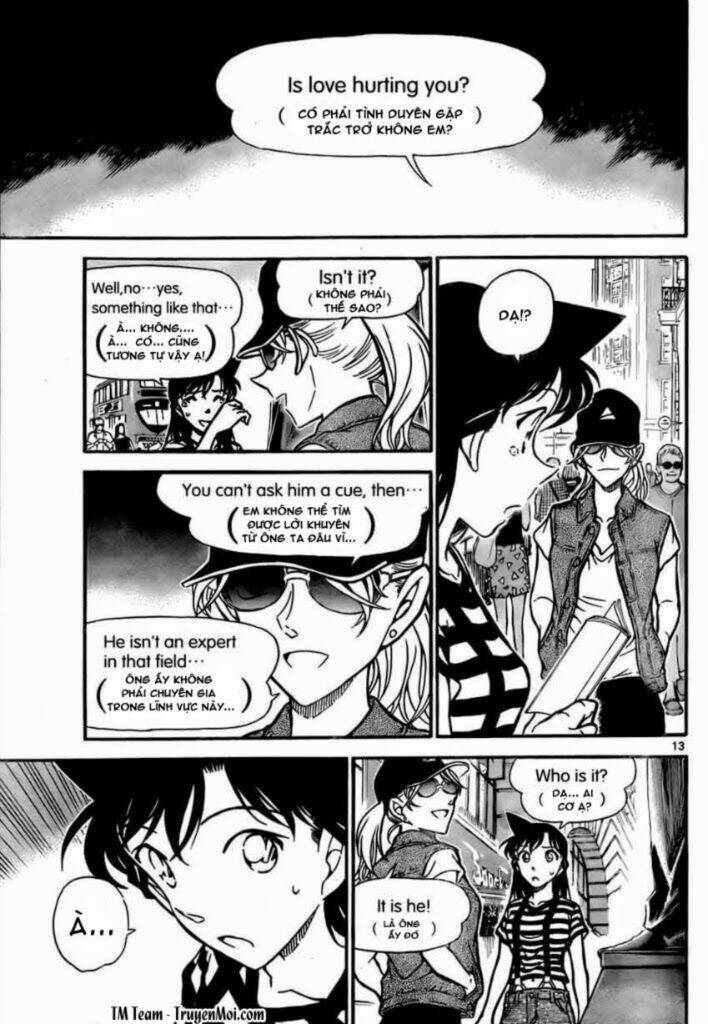 Is love hurting you?
( CÓ PHẢI TÌNH DUYÊN GẶP
TRẮC TRỞ KHÔNG EM? )
DẠ!?
Isn't it?
(KHÔNG PHẢI
THẾ SAO?)
Well,no…yes,
something like that…
( À... KHÔNG....
À... CÓ... CŨNG
TƯƠNG TỰ VẬY Ạ! )
You can't ask him a cue, then…
( EM KHÔNG THỂ TÌM
ĐƯỢC LỜI KHUYÊN
TỪ ÔNG TA ĐÂU VÌ... )
He isn't an expert
in that field…
( ÔNG ẤY KHÔNG
PHẢI CHUYÊN GIA
TRONG LĨNH VỰC NÀY... )
13
Who is it?
( DẠ... AI
CƠ Ạ? )
It is he!
( LÀ ÔNG
ẤY ĐÓ )
À...
TM Team - TruyenMoi.com